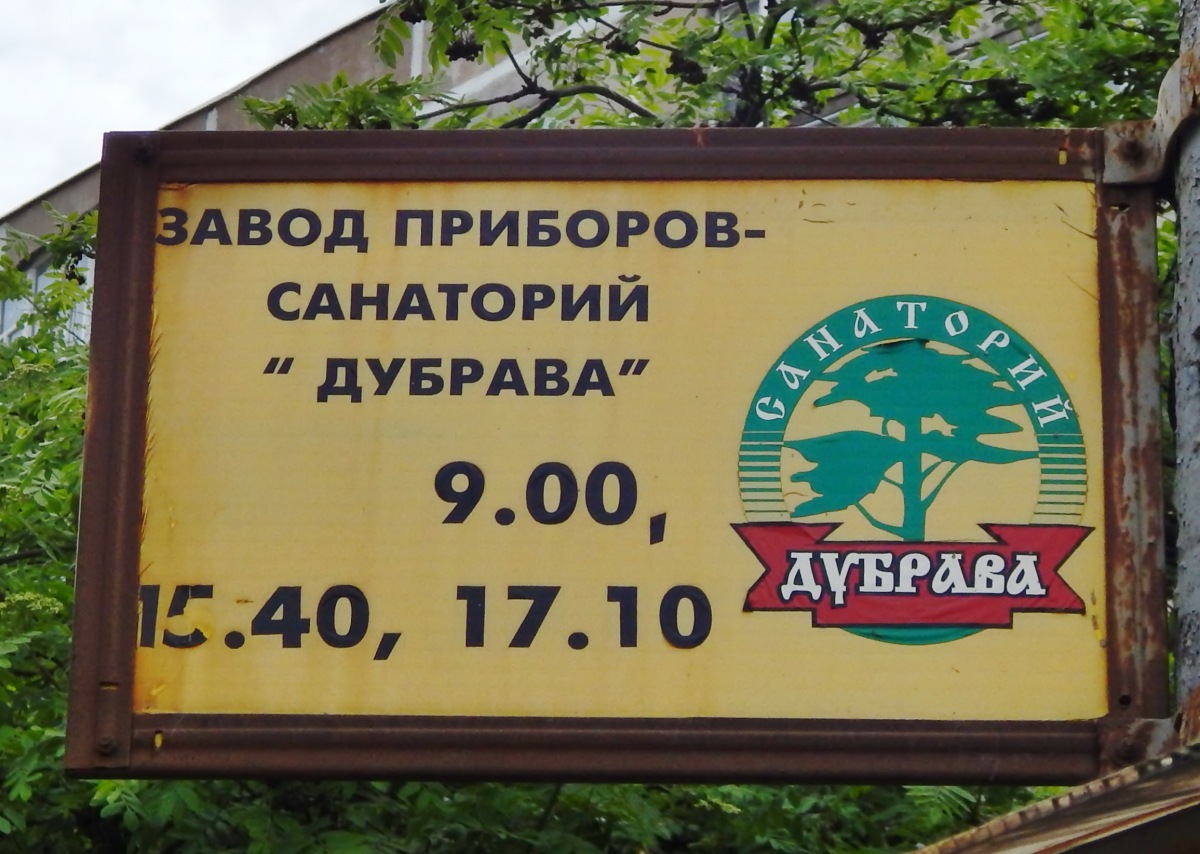 ЗАВОД ПРИБОРОВ-
САНАТОРИЙ
" ДУБРАВА"
9.00,
15.40, 17.10
САНАТОРИЙ
ДУБРАВА